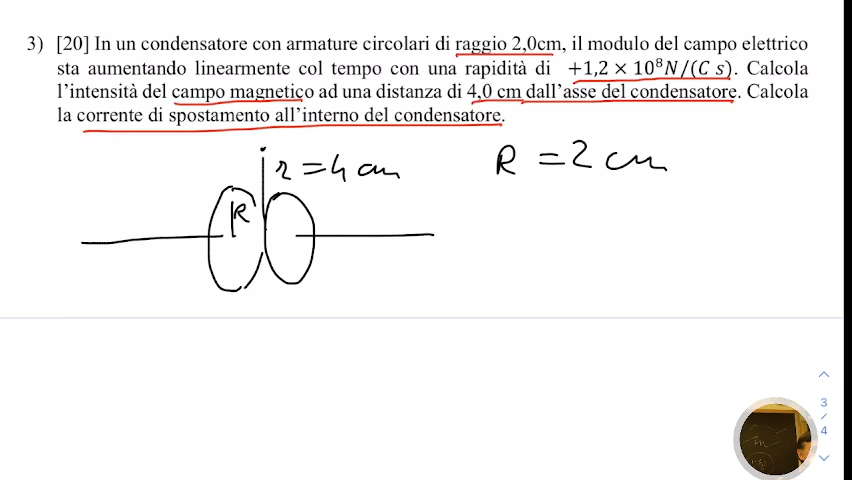 3) [20] In un condensatore con armature circolari di raggio 2,0cm, il modulo del campo elettrico
sta aumentando linearmente col tempo con una rapidità di +1,2 × 10⁸N/(C s). Calcola
l'intensità del campo magnetico ad una distanza di 4,0 cm dall'asse del condensatore. Calcola
la corrente di spostamento all'interno del condensatore.
r = 4 cm
R = 2 cm
R
3
/
4